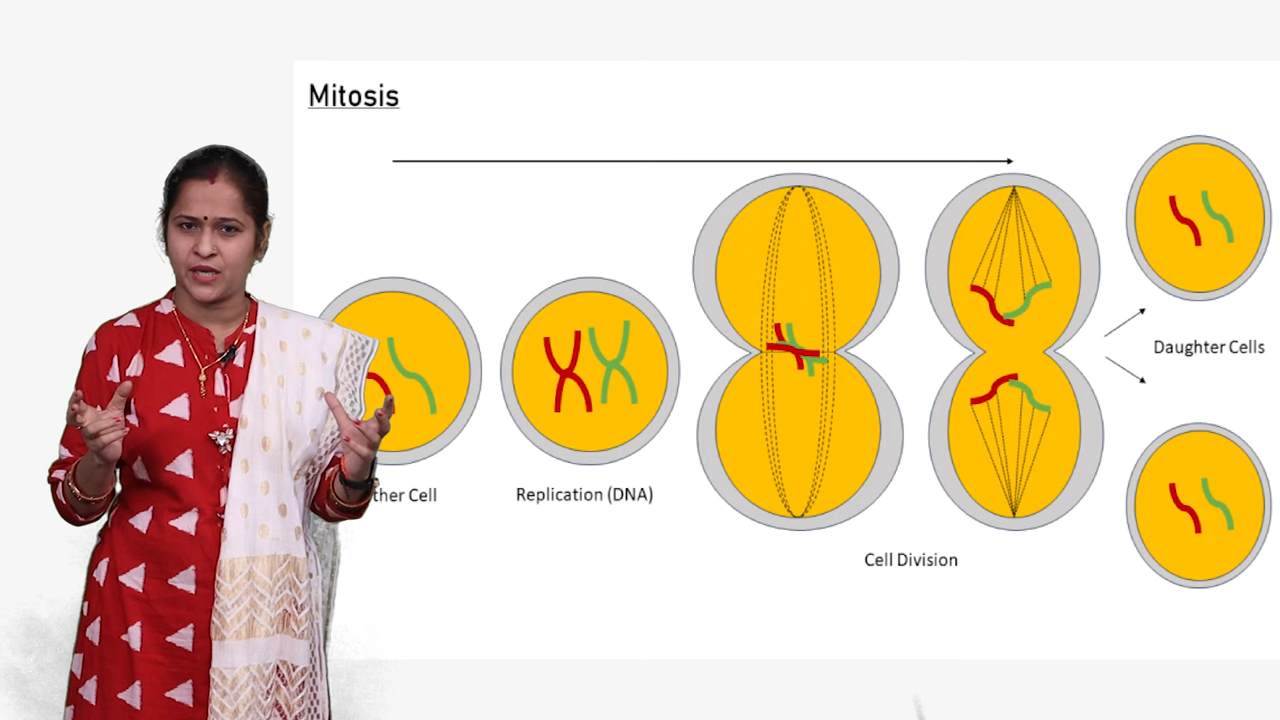 Mitosis
ther Cell
Replication (DNA)
Cell Division
Daughter Cells